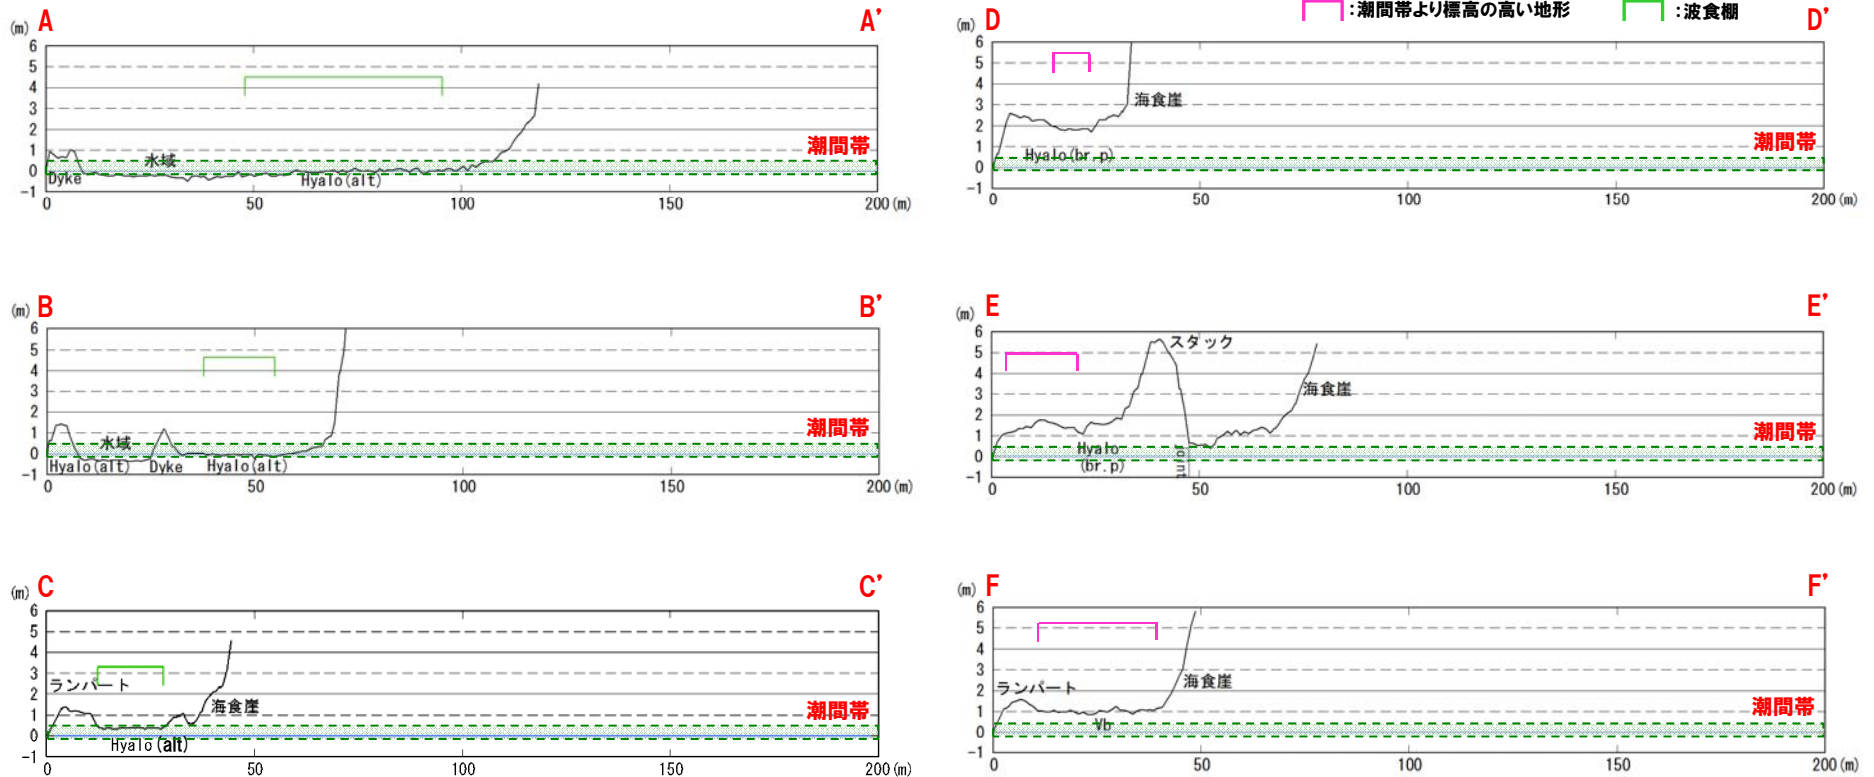 :潮間帯より標高の高い地形 :波食棚
A A'
(m)
6
5
4
3
2
1
0
-1
水域
潮間帯
Dyke Hyalo(alt)
0 50 100 150 200(m)
D D'
(m)
6
5
4
3
2
1
0
-1
海食崖
潮間帯
Hyalo(br.p)
0 50 100 150 200(m)
B B'
(m)
6
5
4
3
2
1
0
-1
水域
潮間帯
Hyalo(alt) Dyke Hyalo(alt)
0 50 100 150 200(m)
E E'
(m)
6
5
4
3
2
1
0
-1
スタック
海食崖
潮間帯
Hyalo
(br.p)
0 50 100 150 200(m)
C C'
(m)
6
5
4
3
2
1
0
-1
ランパート
海食崖
潮間帯
Hyalo(alt)
0 50 100 150 200(m)
F F'
(m)
6
5
4
3
2
1
0
-1
ランパート
海食崖
潮間帯
Vb
0 50 100 150 200(m)